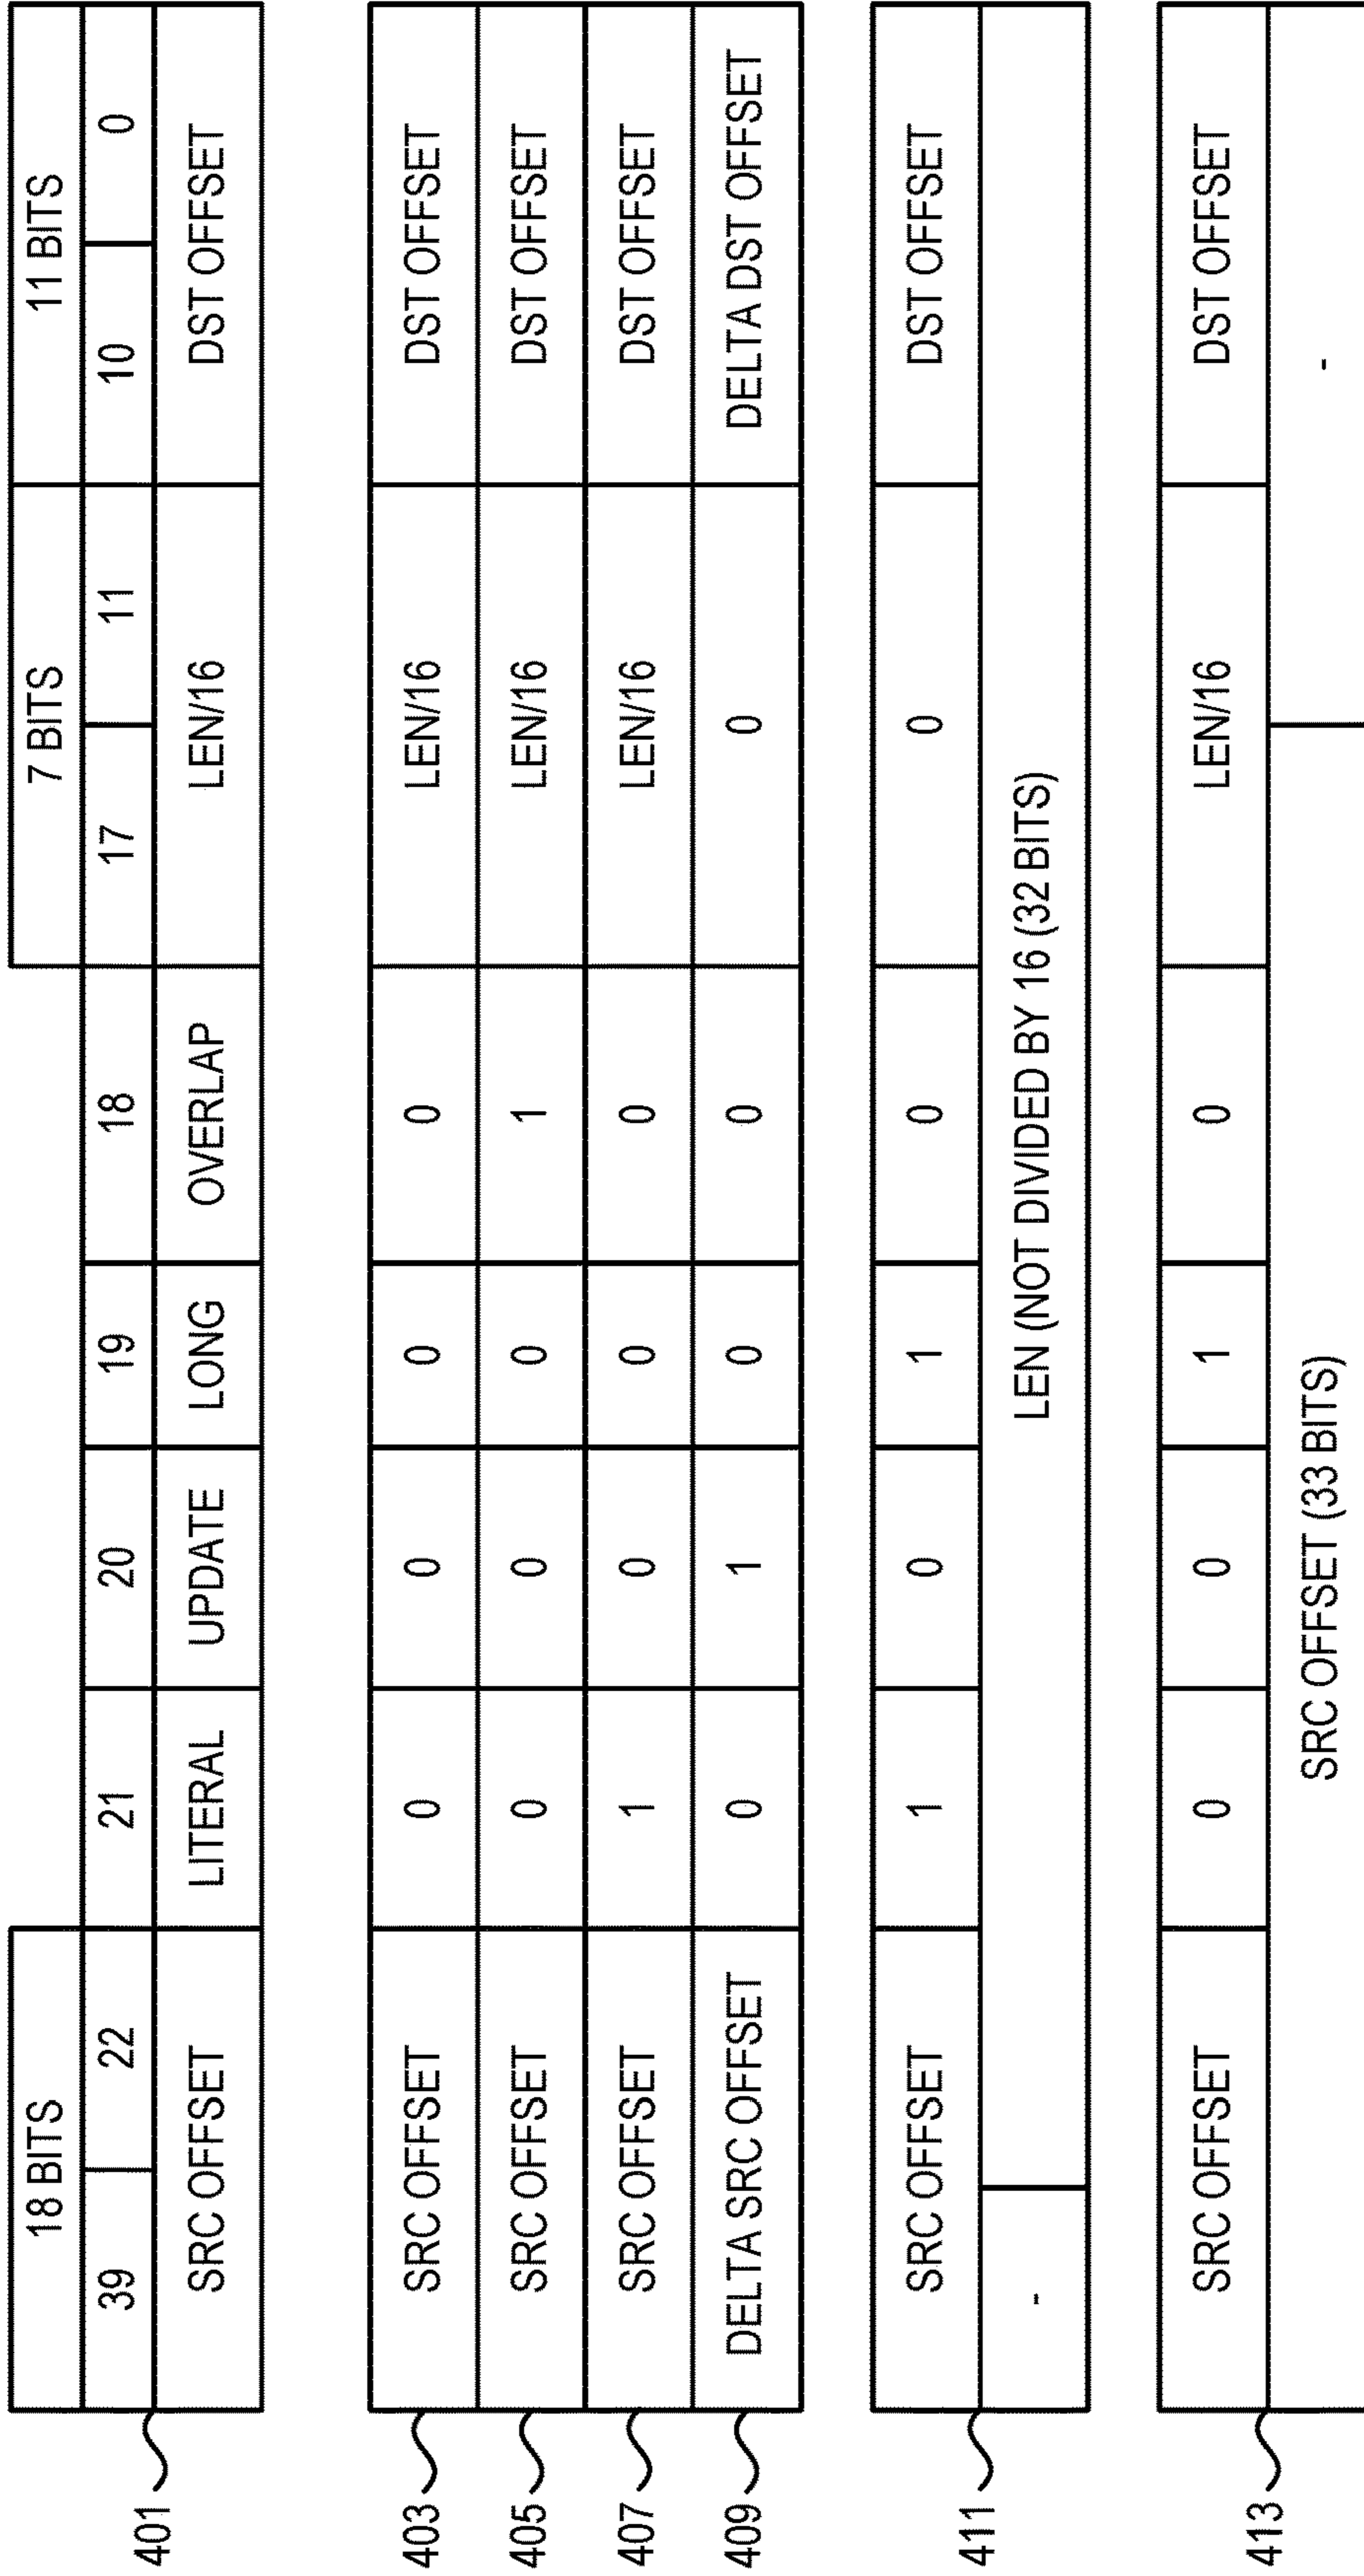 18 BITS 7 BITS 11 BITS
39 22 21 20 19 18 17 11 10 0
401 SRC OFFSET LITERAL UPDATE LONG OVERLAP LEN/16 DST OFFSET
403 SRC OFFSET 0 0 0 0 LEN/16 DST OFFSET
405 SRC OFFSET 0 0 0 1 LEN/16 DST OFFSET
407 SRC OFFSET 1 0 0 0 LEN/16 DST OFFSET
409 DELTA SRC OFFSET 0 1 0 0 0 DELTA DST OFFSET
411 SRC OFFSET 1 0 1 0 0 DST OFFSET
- LEN (NOT DIVIDED BY 16 (32 BITS)
413 SRC OFFSET 0 0 1 0 LEN/16 DST OFFSET
SRC OFFSET (33 BITS) -